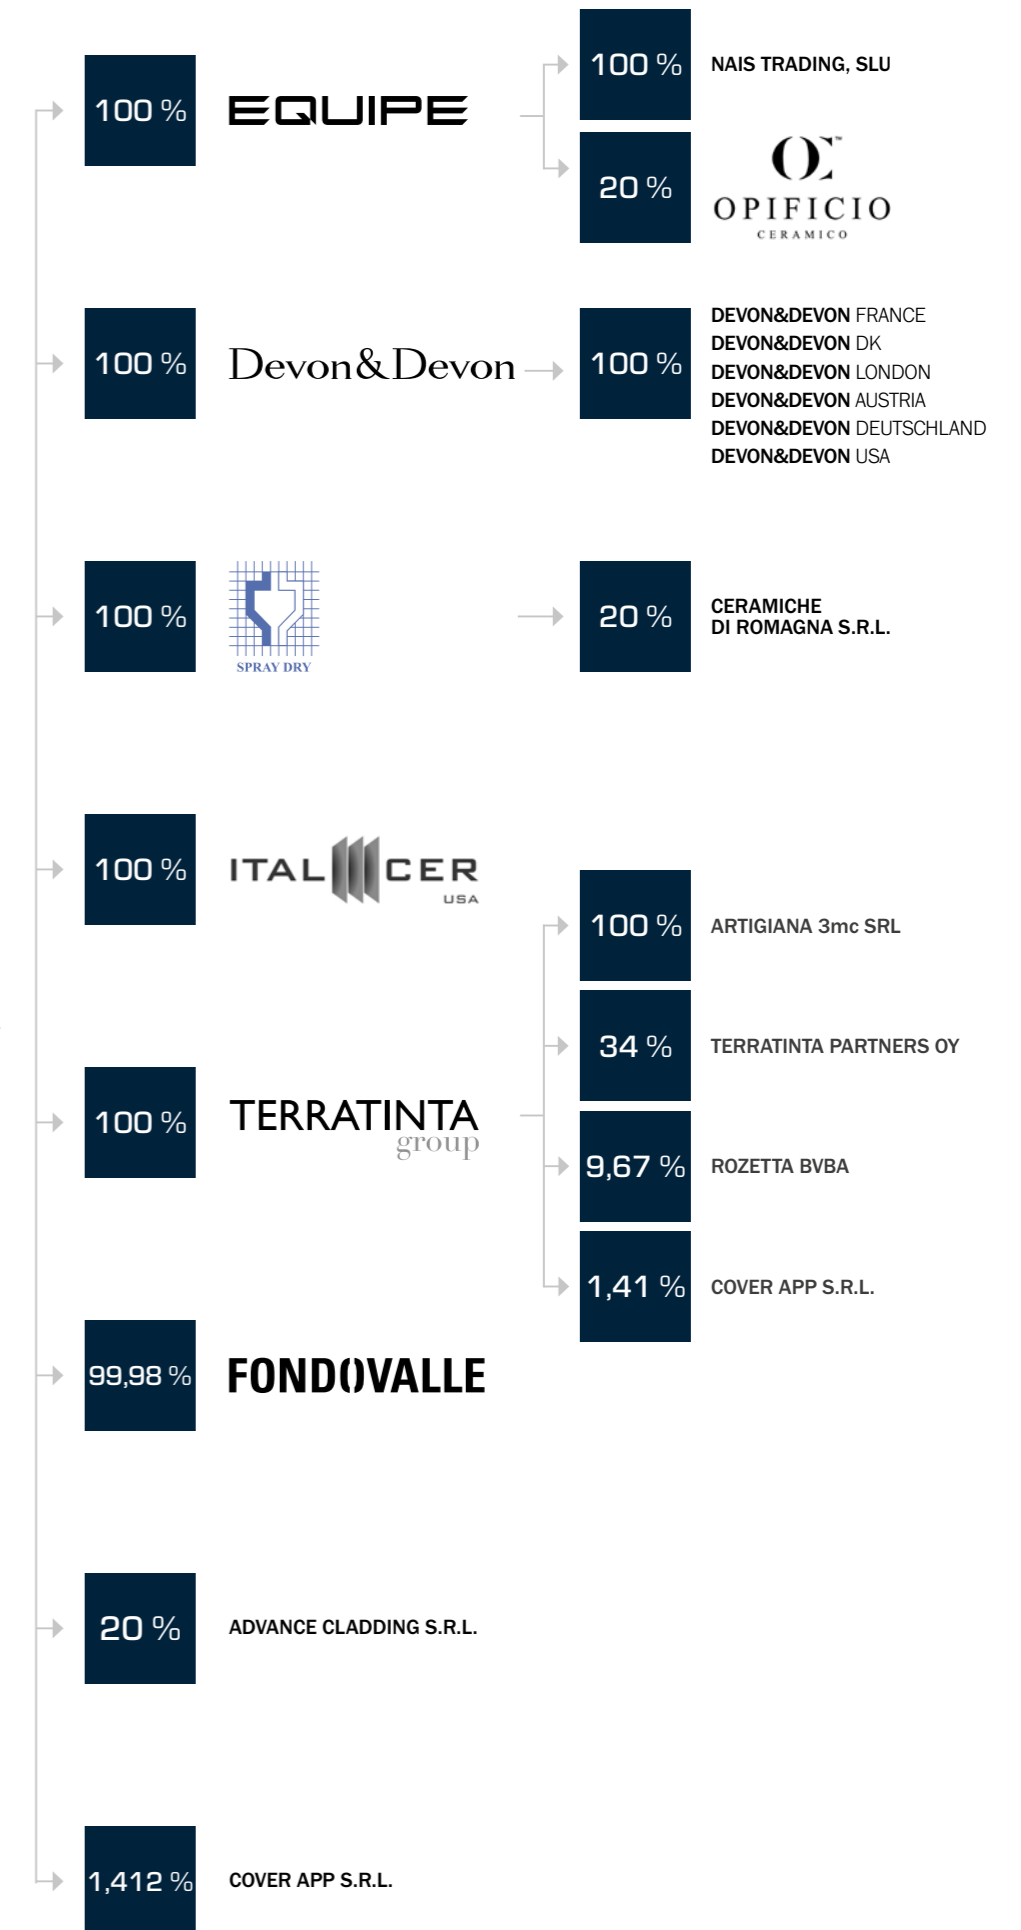 100 %
EQUIPE
100 %
NAIS TRADING, SLU
20 %
OC™
OPIFICIO
CERAMICO
100 %
Devon&Devon
100 %
DEVON&DEVON FRANCE
DEVON&DEVON DK
DEVON&DEVON LONDON
DEVON&DEVON AUSTRIA
DEVON&DEVON DEUTSCHLAND
DEVON&DEVON USA
100 %
SPRAY DRY
20 %
CERAMICHE
DI ROMAGNA S.R.L.
100 %
ITALCER
USA
100 %
TERRATINTA
group
100 %
ARTIGIANA 3mc SRL
34 %
TERRATINTA PARTNERS OY
9,67 %
ROZETTA BVBA
1,41 %
COVER APP S.R.L.
99,98 %
FONDOVALLE
20 %
ADVANCE CLADDING S.R.L.
1,412 %
COVER APP S.R.L.